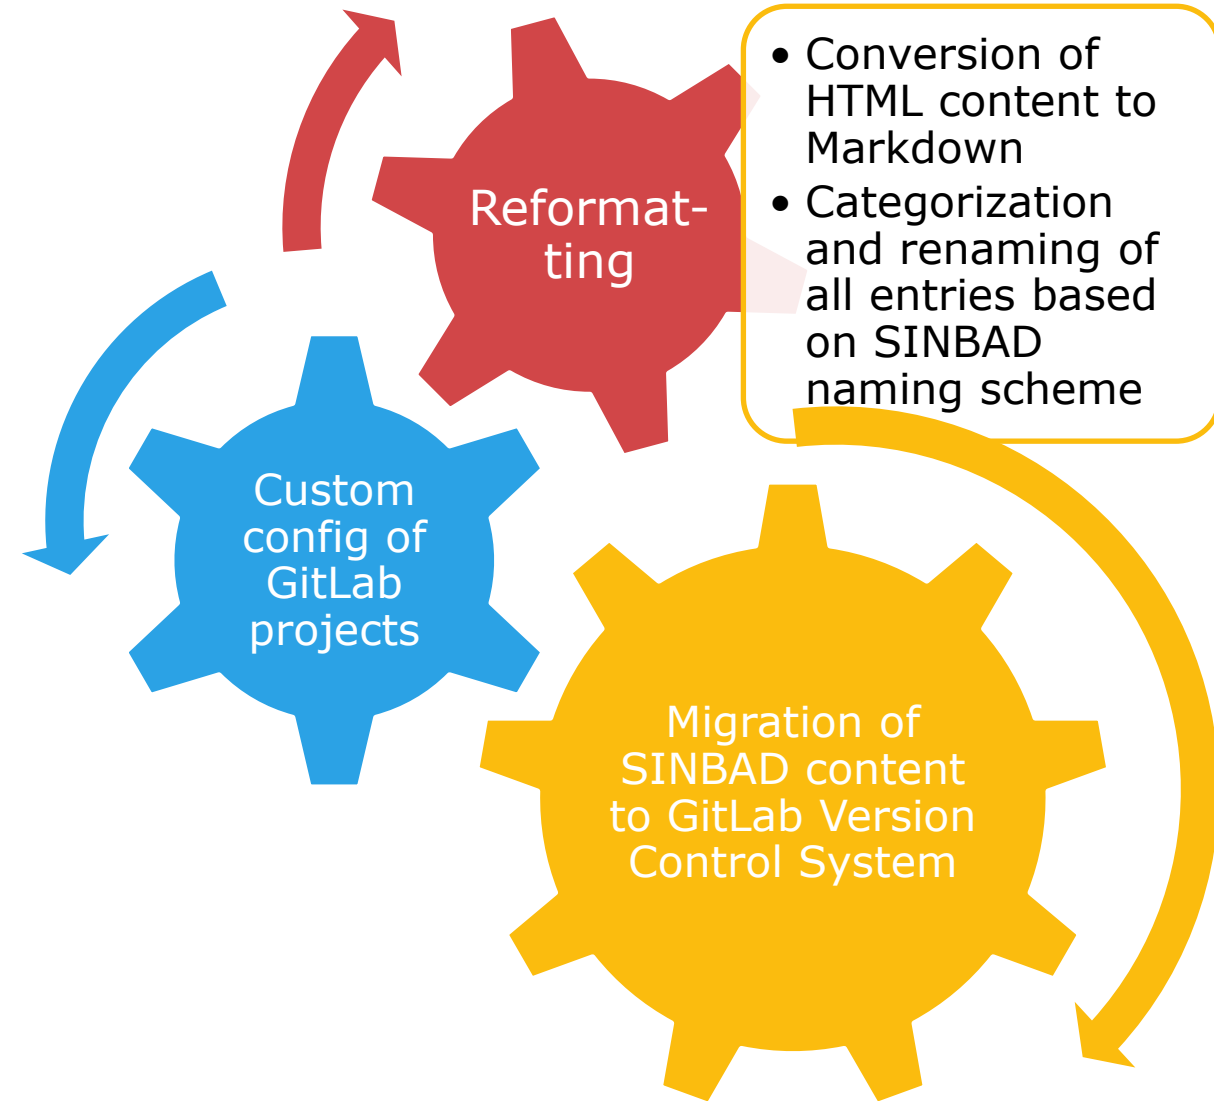 Reformat-
ting
• Conversion of
HTML content to
Markdown
• Categorization
and renaming of
all entries based
on SINBAD
naming scheme
Custom
config of
GitLab
projects
Migration of
SINBAD content
to GitLab Version
Control System